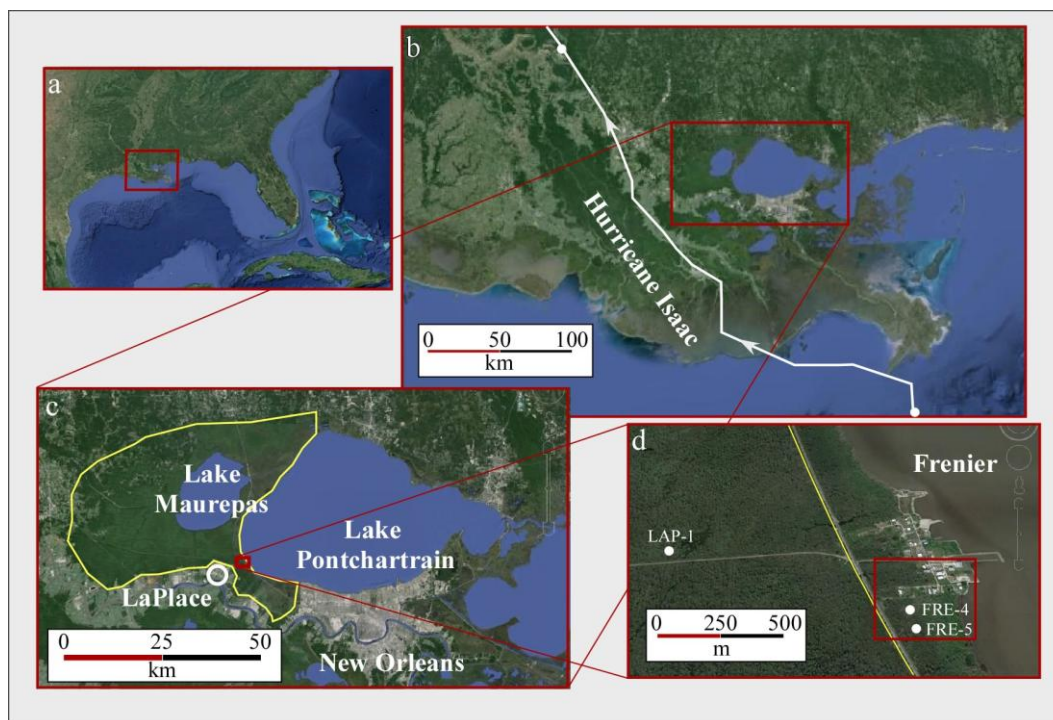 a
b
Hurricane Isaac
0 50 100
km
c
Lake
Maurepas
Lake
Pontchartrain
LaPlace
New Orleans
0 25 50
km
d
Frenier
LAP-1
FRE-4
FRE-5
0 250 500
m